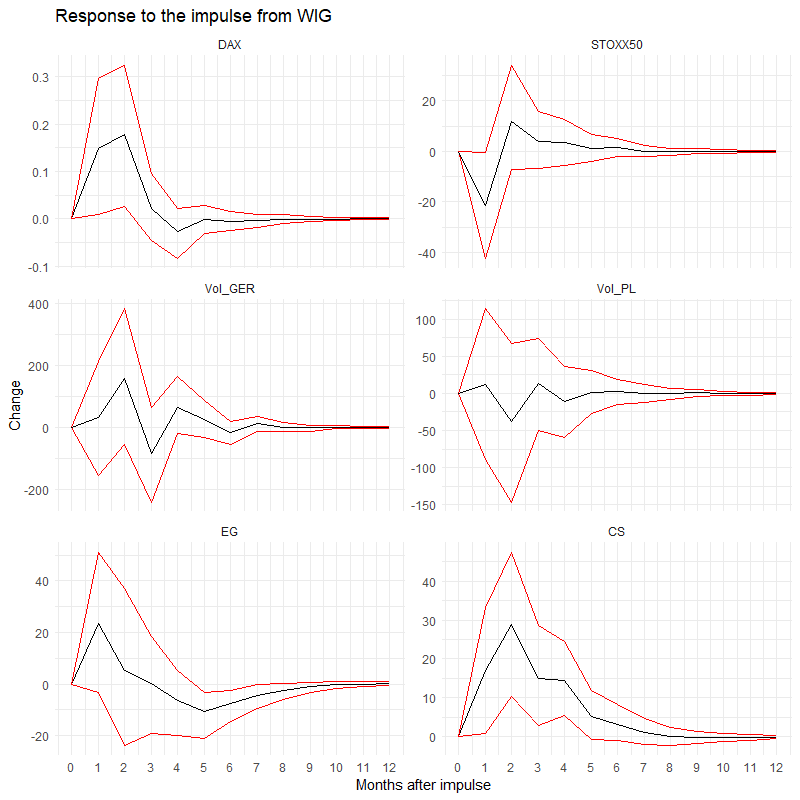 Response to the impulse from WIG
DAX
STOXX50
0.3
0.2
0.1
0.0
-0.1
20
0
-20
-40
Vol_GER
Vol_PL
400
200
0
-200
100
50
0
-50
-100
-150
EG
CS
40
20
0
-20
40
30
20
10
0
Change
0 1 2 3 4 5 6 7 8 9 10 11 12
0 1 2 3 4 5 6 7 8 9 10 11 12
Months after impulse